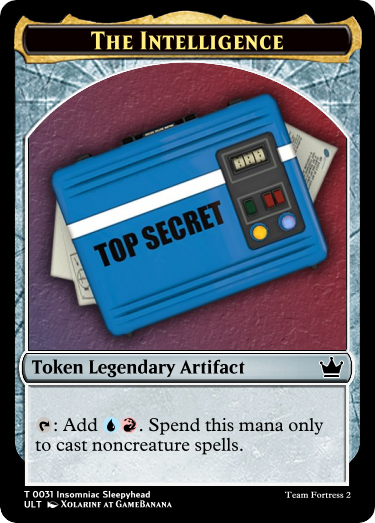 THE INTELLIGENCE
TOP SECRET
Token Legendary Artifact
: Add . Spend this mana only
to cast noncreature spells.
T 0031 Insomniac Sleepyhead
Team Fortress 2
ULT XOLARINF AT GAMEBANANA